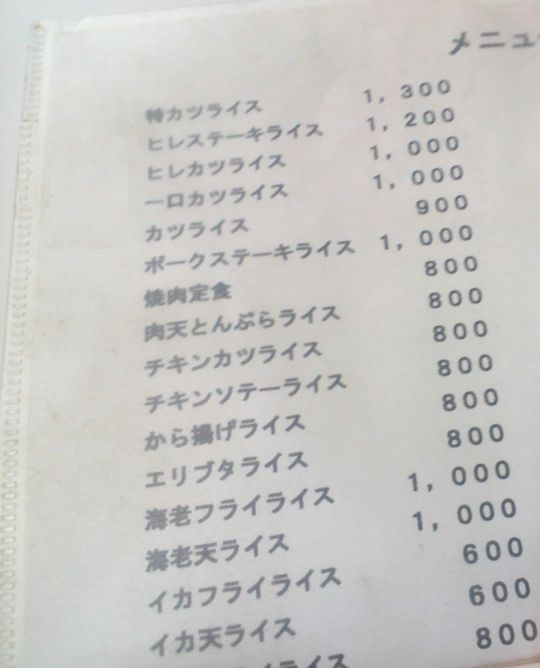 メニュー
特カツライス 1,300
ヒレステーキライス 1,200
ヒレカツライス 1,000
一口カツライス 1,000
カツライス 900
ポークステーキライス 1,000
焼肉定食 800
肉天とんぷらライス 800
チキンカツライス 800
チキンソテーライス 800
から揚げライス 800
エリブタライス 800
海老フライライス 1,000
海老天ライス 1,000
イカフライライス 600
イカ天ライス 600
イライス 800